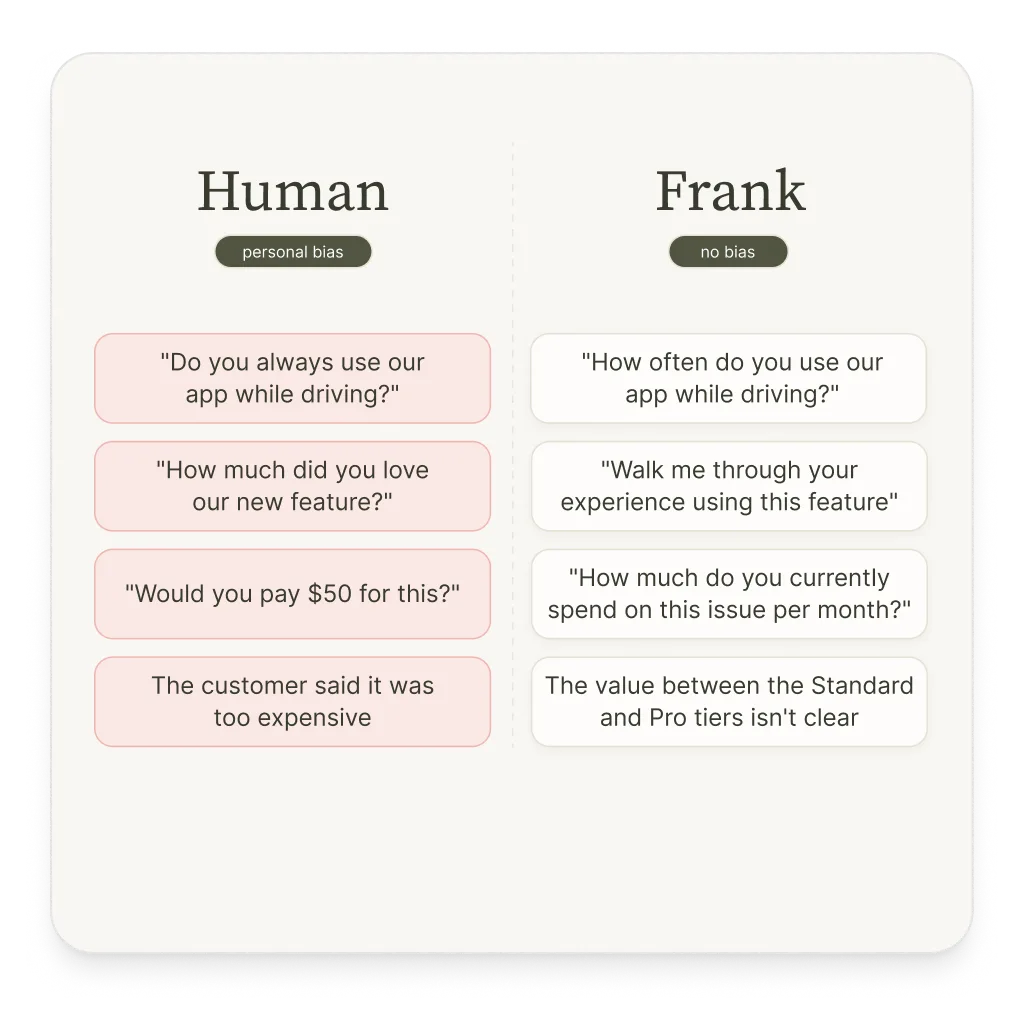 Human
personal bias
"Do you always use our
app while driving?"
"How much did you love
our new feature?"
"Would you pay $50 for this?"
The customer said it was
too expensive
Frank
no bias
"How often do you use our
app while driving?"
"Walk me through your
experience using this feature"
"How much do you currently
spend on this issue per month?"
The value between the Standard
and Pro tiers isn't clear